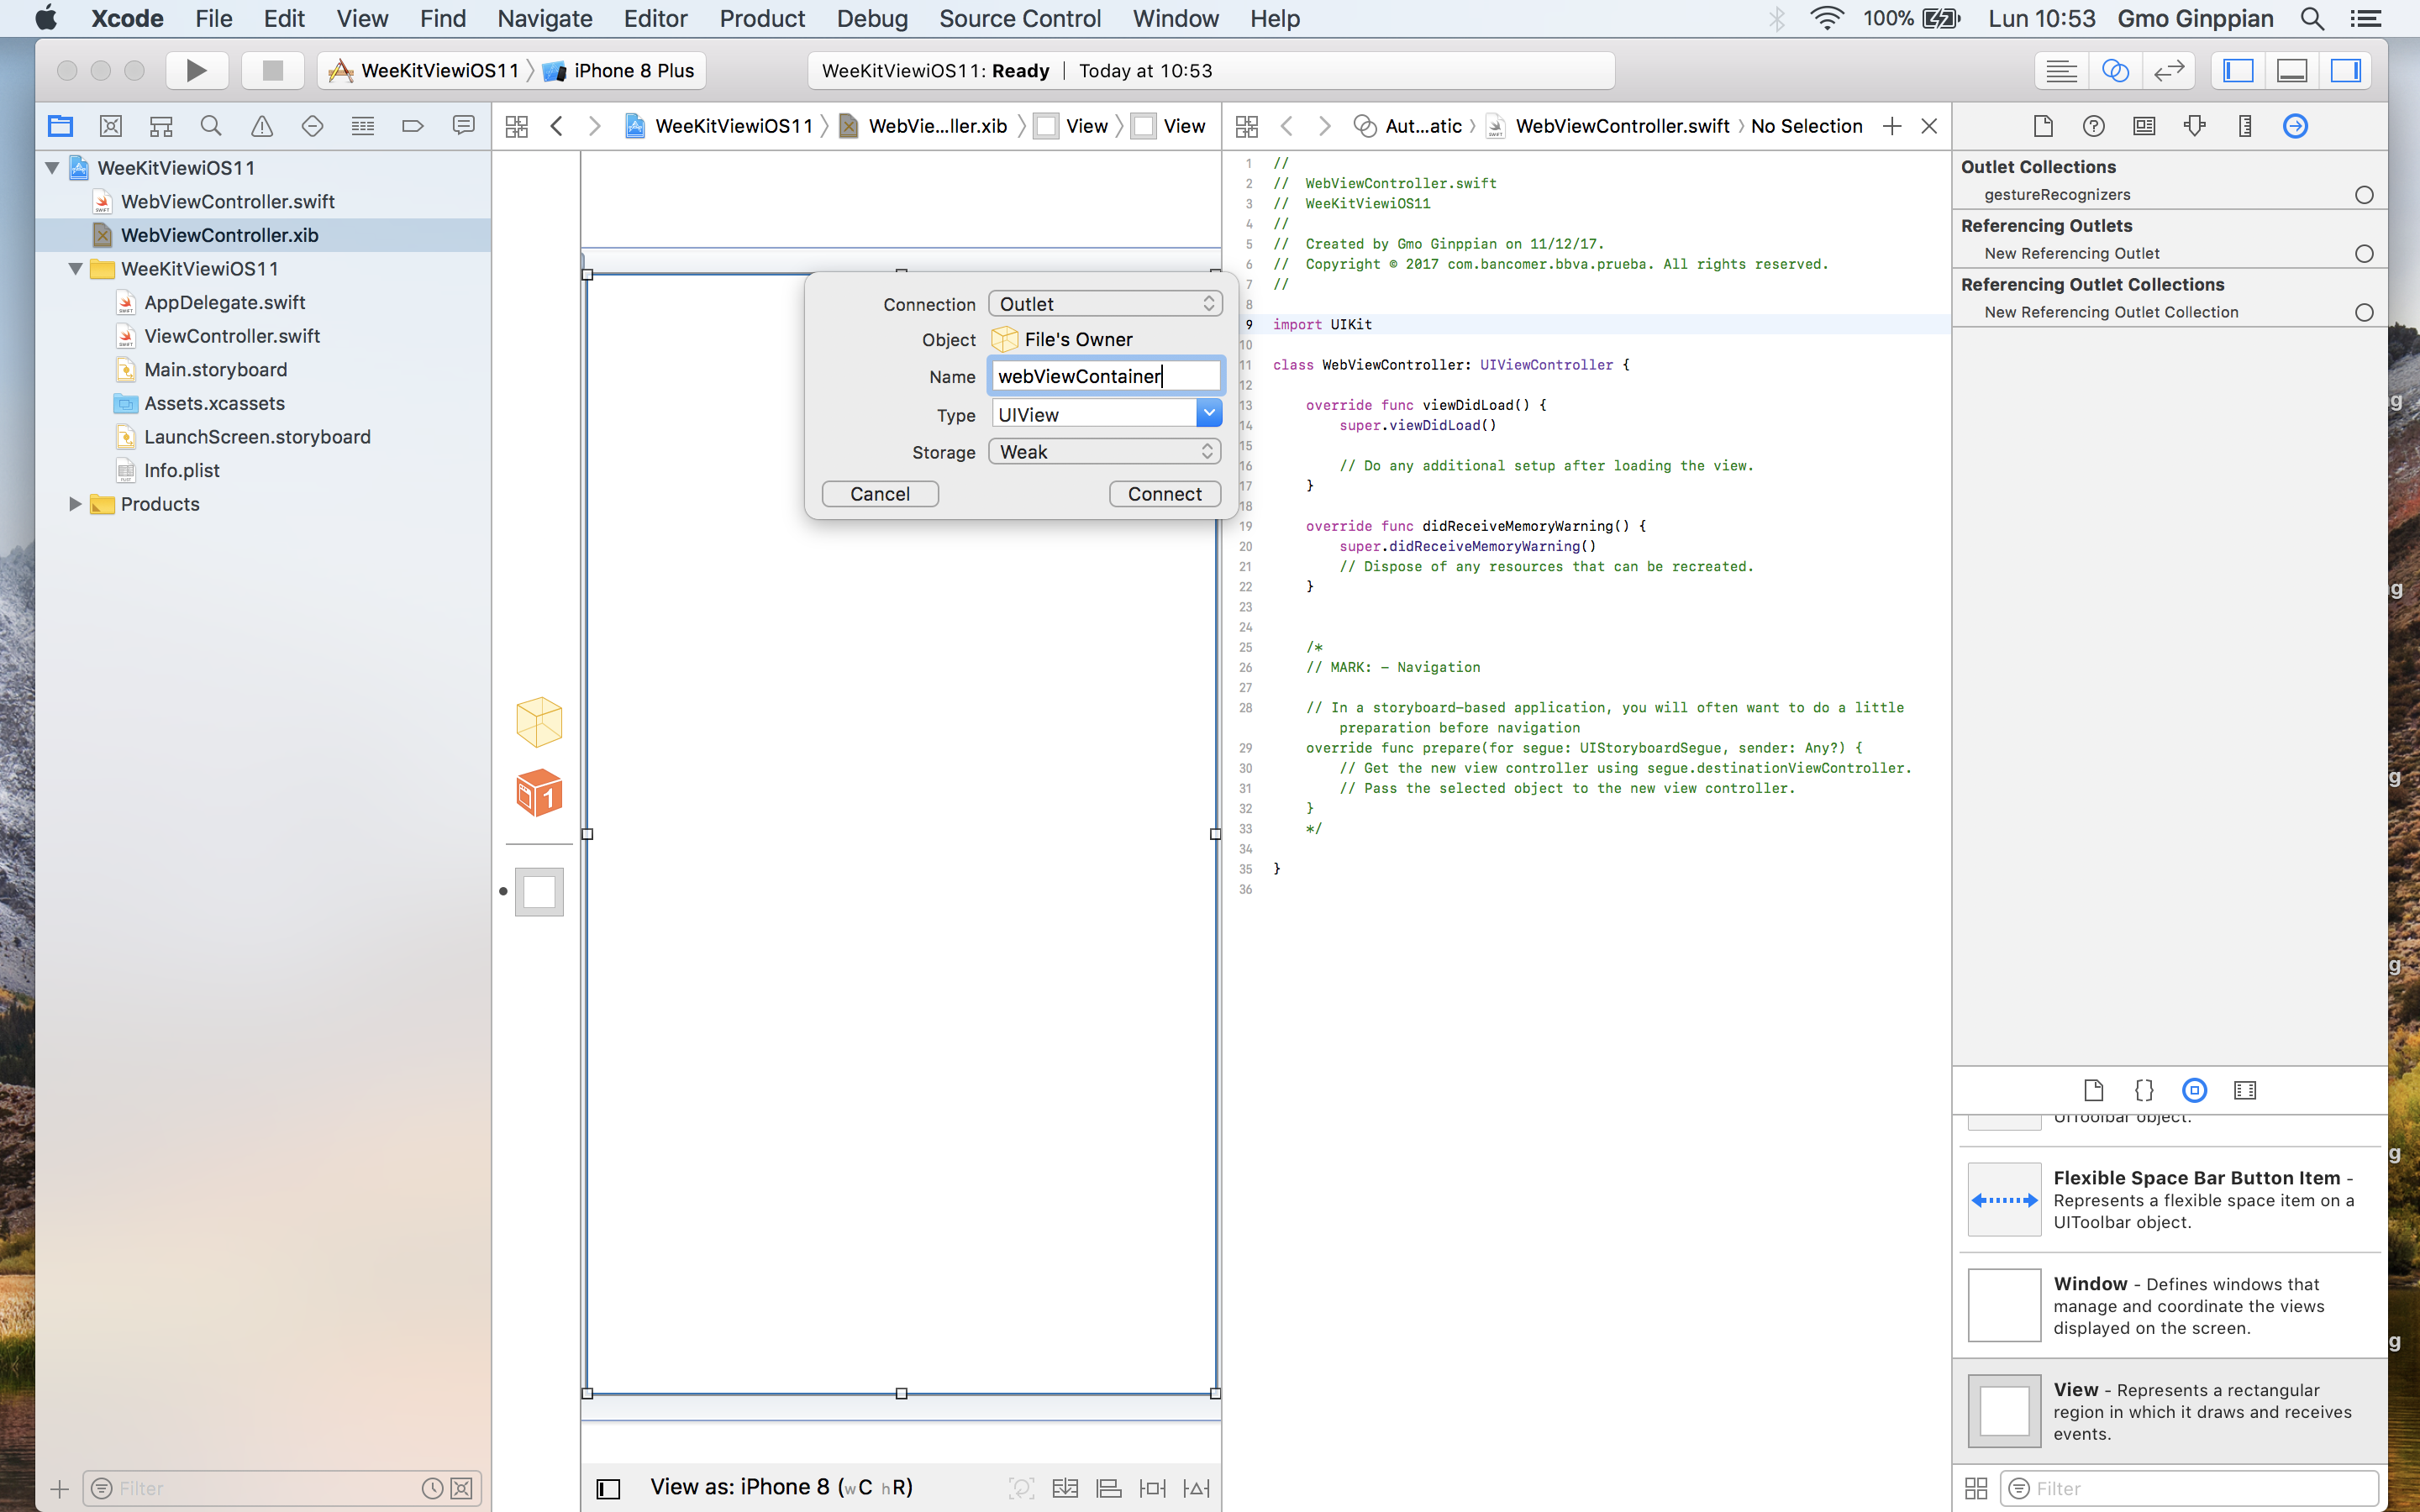 Xcode File Edit View Find Navigate Editor Product Debug Source Control Window Help 100% Lun 10:53 Gmo Ginppian
WeeKitViewiOS11 iPhone 8 Plus
WeeKitViewiOS11: Ready | Today at 10:53
WeeKitViewiOS11 WebVie...ller.xib View View
Aut...atic WebViewController.swift No Selection
WeeKitViewiOS11
WebViewController.swift
WebViewController.xib
WeeKitViewiOS11
AppDelegate.swift
ViewController.swift
Main.storyboard
Assets.xcassets
LaunchScreen.storyboard
Info.plist
Products
Filter
Connection Outlet
Object File's Owner
Name webViewContainer
Type UIView
Storage Weak
Cancel Connect
1
View as: iPhone 8 (wC hR)
1 //
2 //  WebViewController.swift
3 //  WeeKitViewiOS11
4 //
5 //  Created by Gmo Ginppian on 11/12/17.
6 //  Copyright © 2017 com.bancomer.bbva.prueba. All rights reserved.
7 //
8
9 import UIKit
10
11 class WebViewController: UIViewController {
12
13     override func viewDidLoad() {
14         super.viewDidLoad()
15
16         // Do any additional setup after loading the view.
17     }
18
19     override func didReceiveMemoryWarning() {
20         super.didReceiveMemoryWarning()
21         // Dispose of any resources that can be recreated.
22     }
23
24
25     /*
26     // MARK: - Navigation
27
28     // In a storyboard-based application, you will often want to do a little
preparation before navigation
29     override func prepare(for segue: UIStoryboardSegue, sender: Any?) {
30         // Get the new view controller using segue.destinationViewController.
31         // Pass the selected object to the new view controller.
32     }
33     */
34
35 }
36
Outlet Collections
gestureRecognizers
Referencing Outlets
New Referencing Outlet
Referencing Outlet Collections
New Referencing Outlet Collection
UIToolbar object.
Flexible Space Bar Button Item -
Represents a flexible space item on a
UIToolbar object.
Window - Defines windows that
manage and coordinate the views
displayed on the screen.
View - Represents a rectangular
region in which it draws and receives
events.
Filter
g
g
g
g
g
g